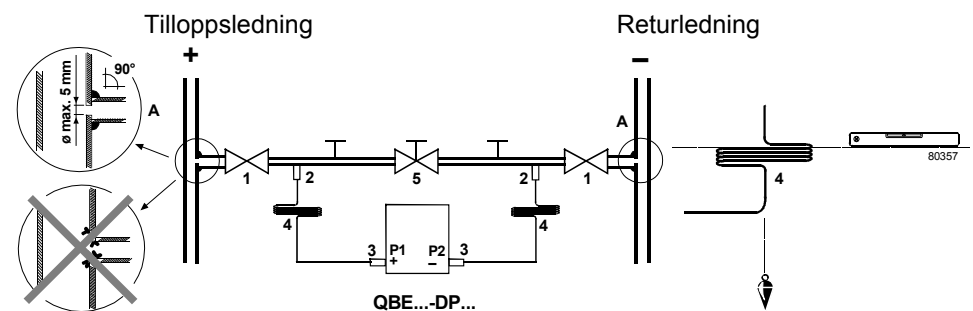 Tilloppsledning
Returledning
+
–
90°
ø max. 5 mm
A
A
1
2
5
2
1
4
4
4
80357
3
P1
+
P2
–
3
QBE...-DP...